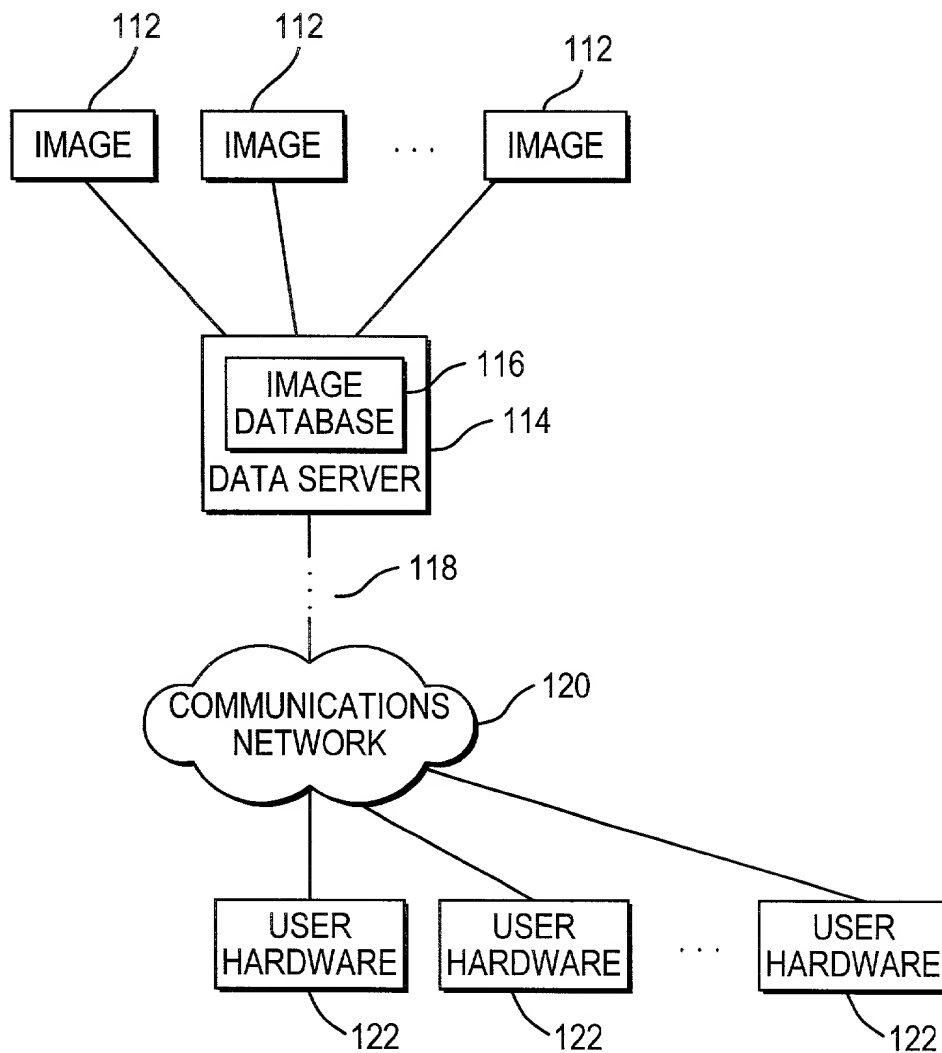 112 112 112
IMAGE IMAGE . . . IMAGE
IMAGE
DATABASE
116
114
DATA SERVER
118
COMMUNICATIONS
NETWORK
120
USER
HARDWARE
USER
HARDWARE
. . .
USER
HARDWARE
122 122 122